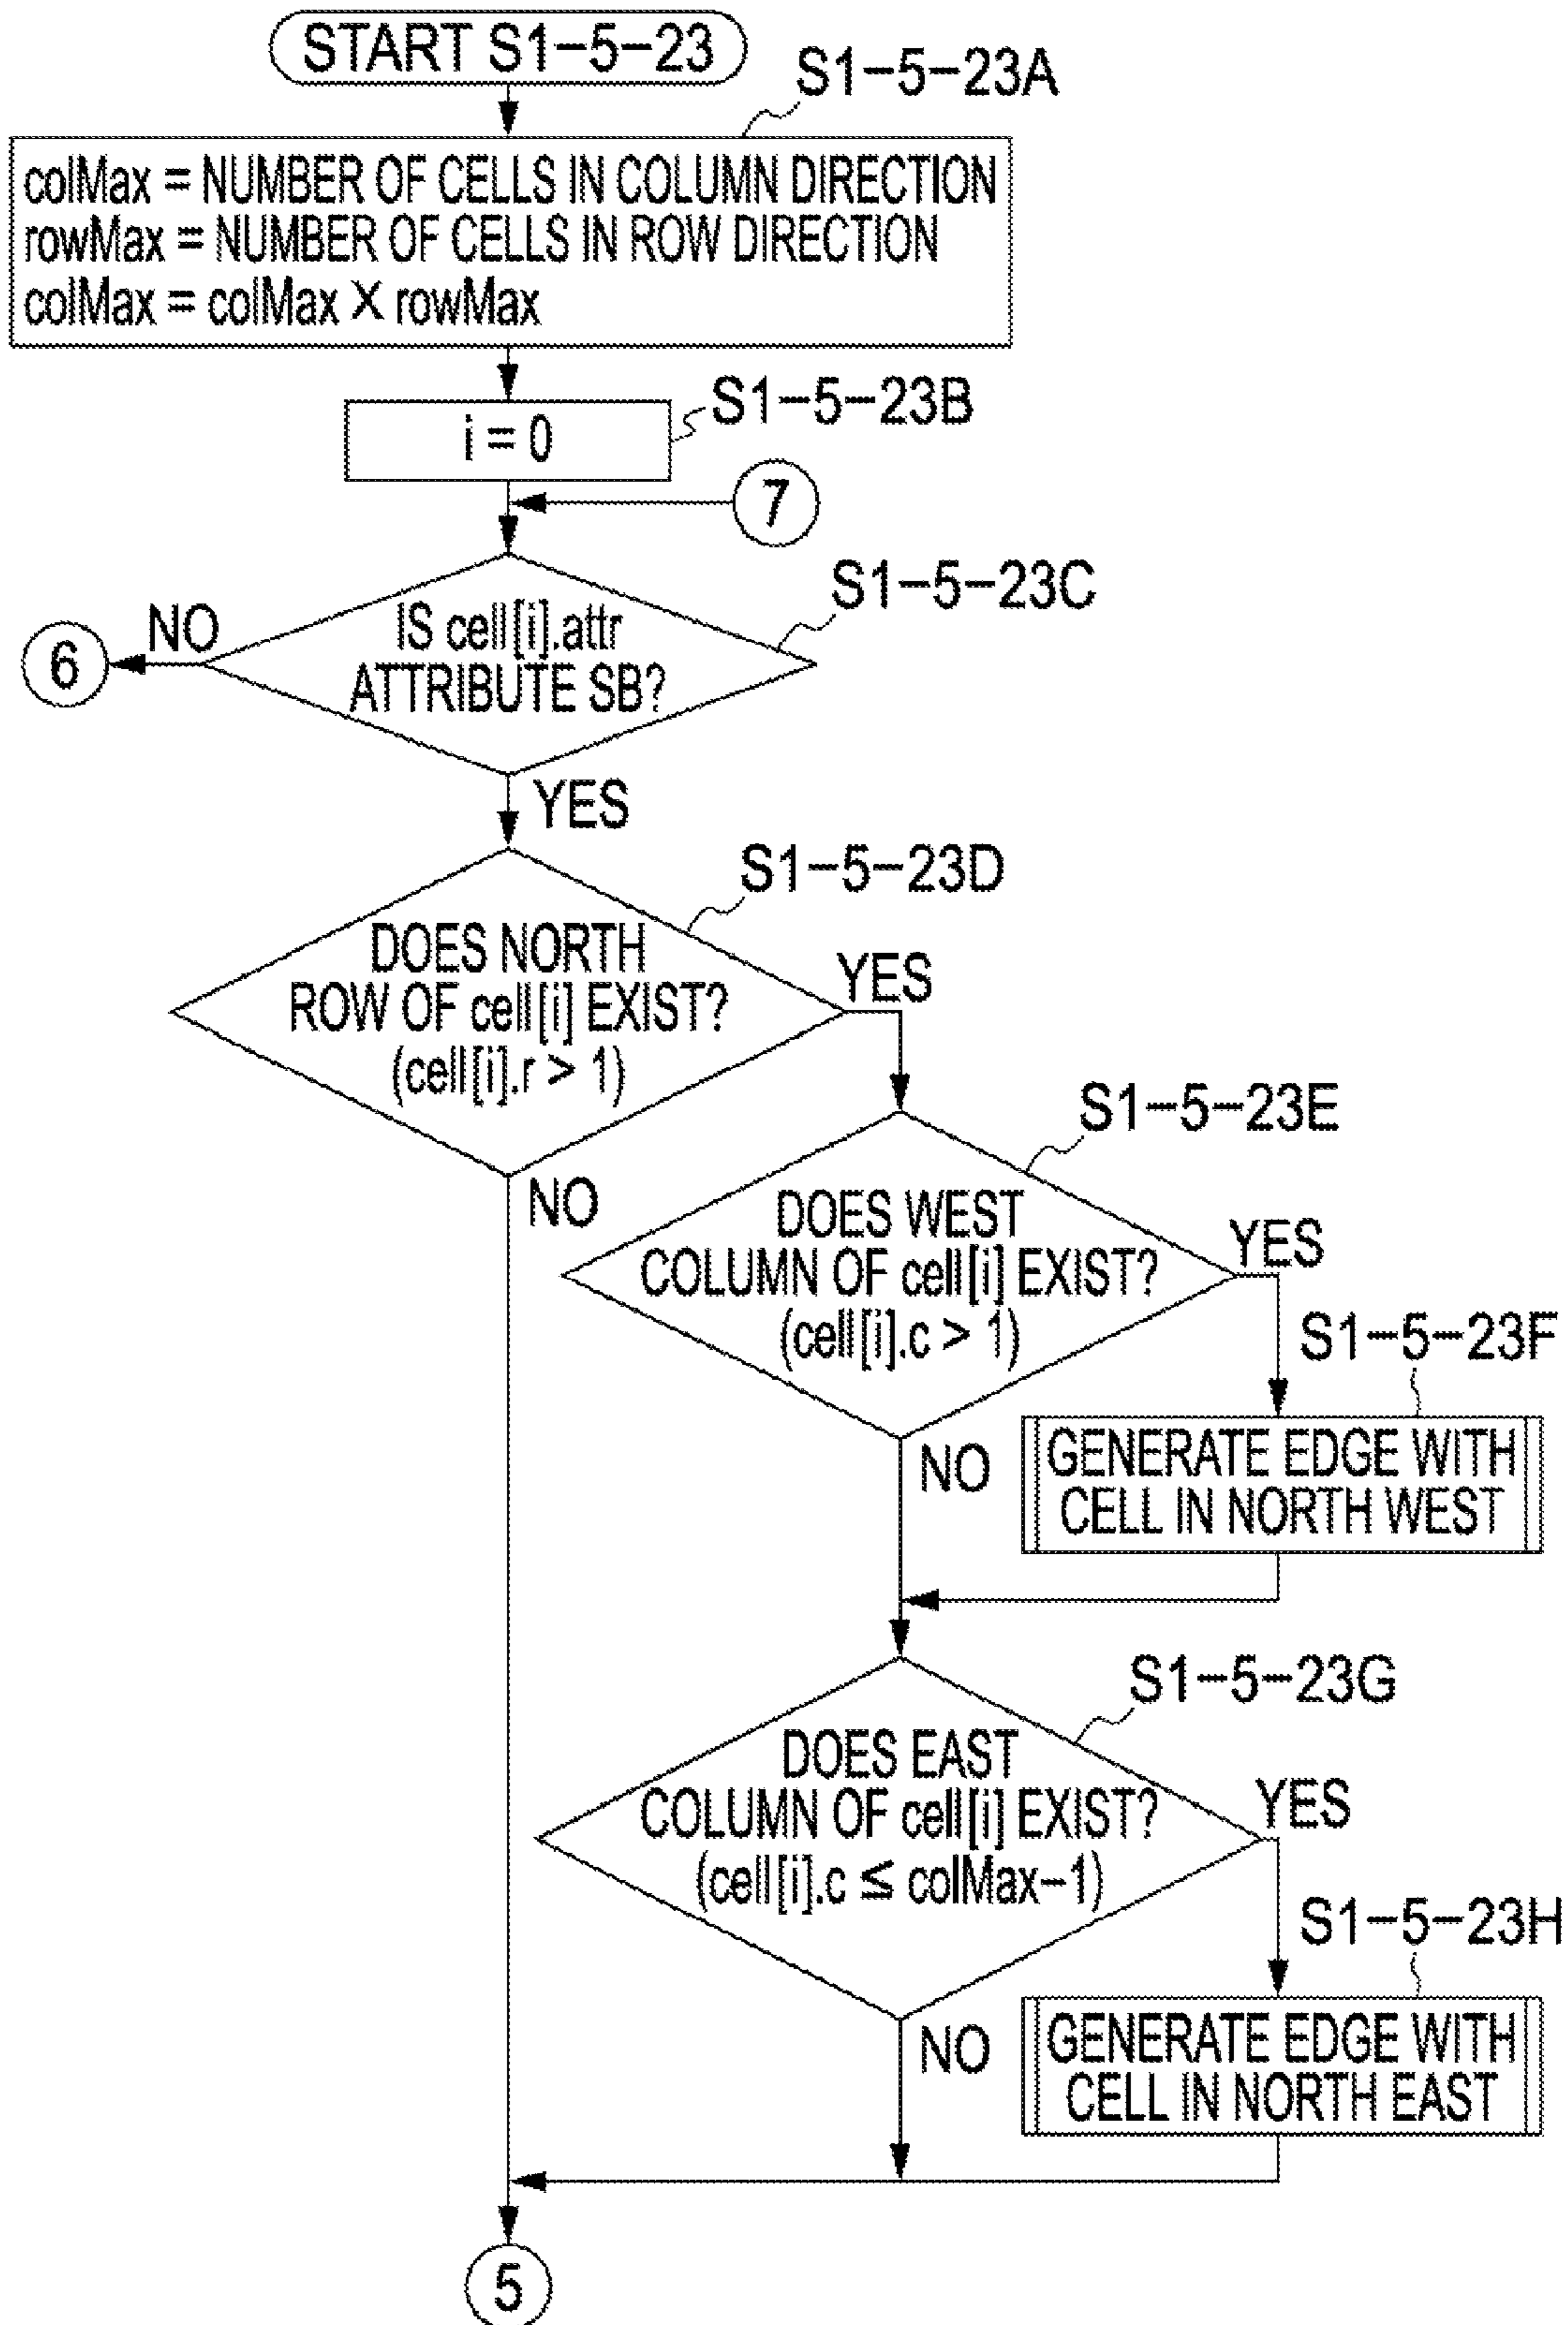 START S1-5-23
S1-5-23A
colMax = NUMBER OF CELLS IN COLUMN DIRECTION
rowMax = NUMBER OF CELLS IN ROW DIRECTION
colMax = colMax X rowMax
S1-5-23B
i = 0
7
S1-5-23C
IS cell[i].attr
ATTRIBUTE SB?
NO
6
YES
S1-5-23D
DOES NORTH
ROW OF cell[i] EXIST?
(cell[i].r > 1)
YES
NO
S1-5-23E
DOES WEST
COLUMN OF cell[i] EXIST?
(cell[i].c > 1)
YES
NO
S1-5-23F
GENERATE EDGE WITH
CELL IN NORTH WEST
S1-5-23G
DOES EAST
COLUMN OF cell[i] EXIST?
(cell[i].c ≦ colMax-1)
YES
NO
S1-5-23H
GENERATE EDGE WITH
CELL IN NORTH EAST
5